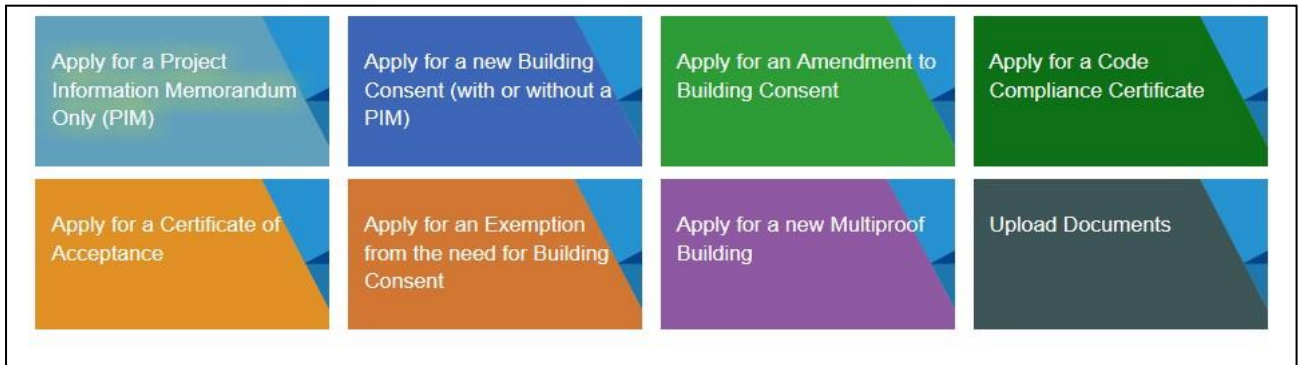 Apply for a Project
Information Memorandum
Only (PIM)
Apply for a new Building
Consent (with or without a
PIM)
Apply for an Amendment to
Building Consent
Apply for a Code
Compliance Certificate
Apply for a Certificate of
Acceptance
Apply for an Exemption
from the need for Building
Consent
Apply for a new Multiproof
Building
Upload Documents